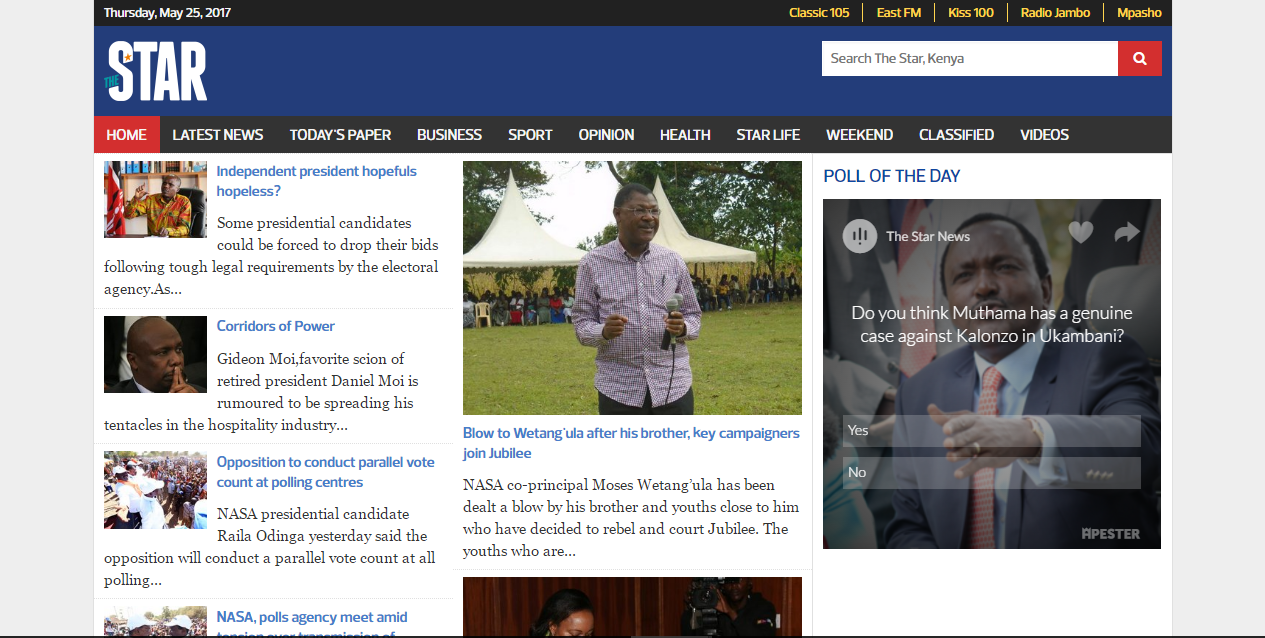 Thursday, May 25, 2017
Classic 105
East FM
Kiss 100
Radio Jambo
Mpasho
THE STAR
Search The Star, Kenya
HOME
LATEST NEWS
TODAY'S PAPER
BUSINESS
SPORT
OPINION
HEALTH
STAR LIFE
WEEKEND
CLASSIFIED
VIDEOS
Independent president hopefuls
hopeless?
Some presidential candidates
could be forced to drop their bids
following tough legal requirements by the electoral
agency.As...
Corridors of Power
Gideon Moi,favorite scion of
retired president Daniel Moi is
rumoured to be spreading his
tentacles in the hospitality industry...
Opposition to conduct parallel vote
count at polling centres
NASA presidential candidate
Raila Odinga yesterday said the
opposition will conduct a parallel vote count at all
polling...
NASA, polls agency meet amid
tension over transmission of
Blow to Wetang'ula after his brother, key campaigners
join Jubilee
NASA co-principal Moses Wetang’ula has been
dealt a blow by his brother and youths close to him
who have decided to rebel and court Jubilee. The
youths who are...
POLL OF THE DAY
The Star News
Do you think Muthama has a genuine
case against Kalonzo in Ukambani?
Yes
No
APESTER